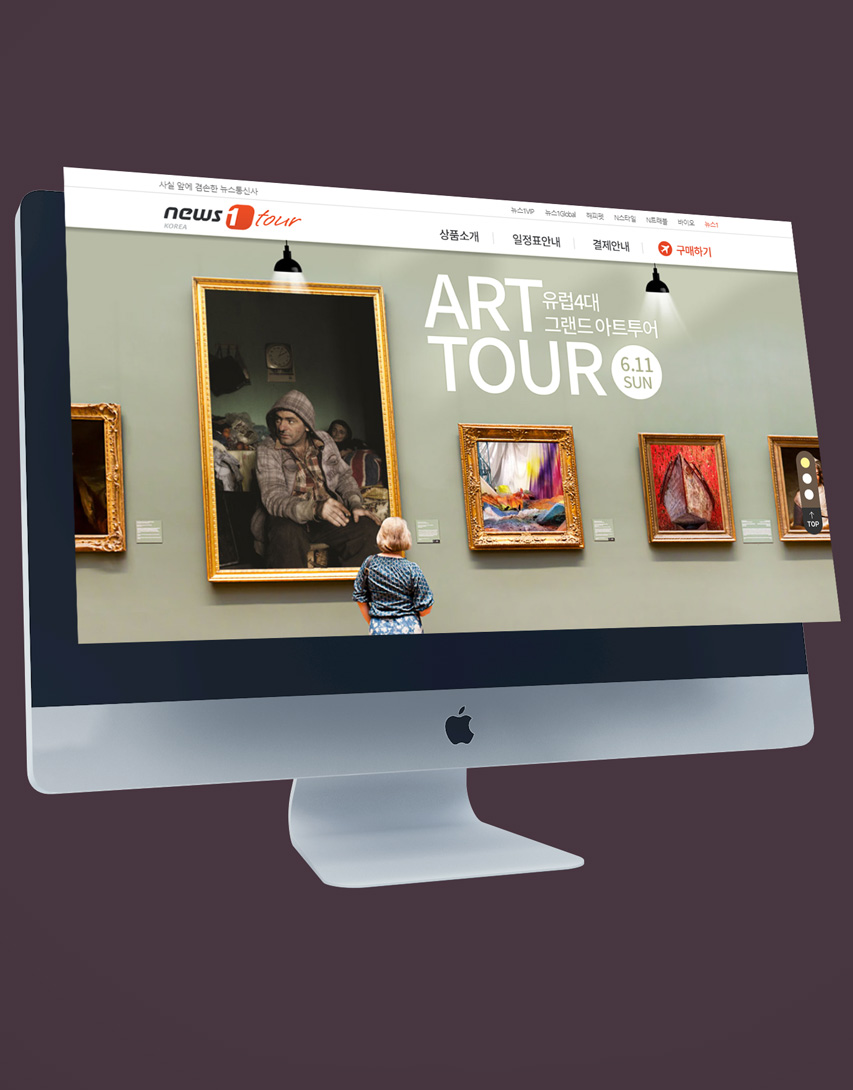 사실 앞에 겸손한 뉴스통신사
뉴스1VIP 뉴스1Global 해피펫 N스타일 N트래블 바이오 뉴스1
news1 tour
KOREA
상품소개 일정표안내 결제안내 구매하기
ART 유럽4대
그랜드 아트투어
TOUR 6.11
SUN
TOP